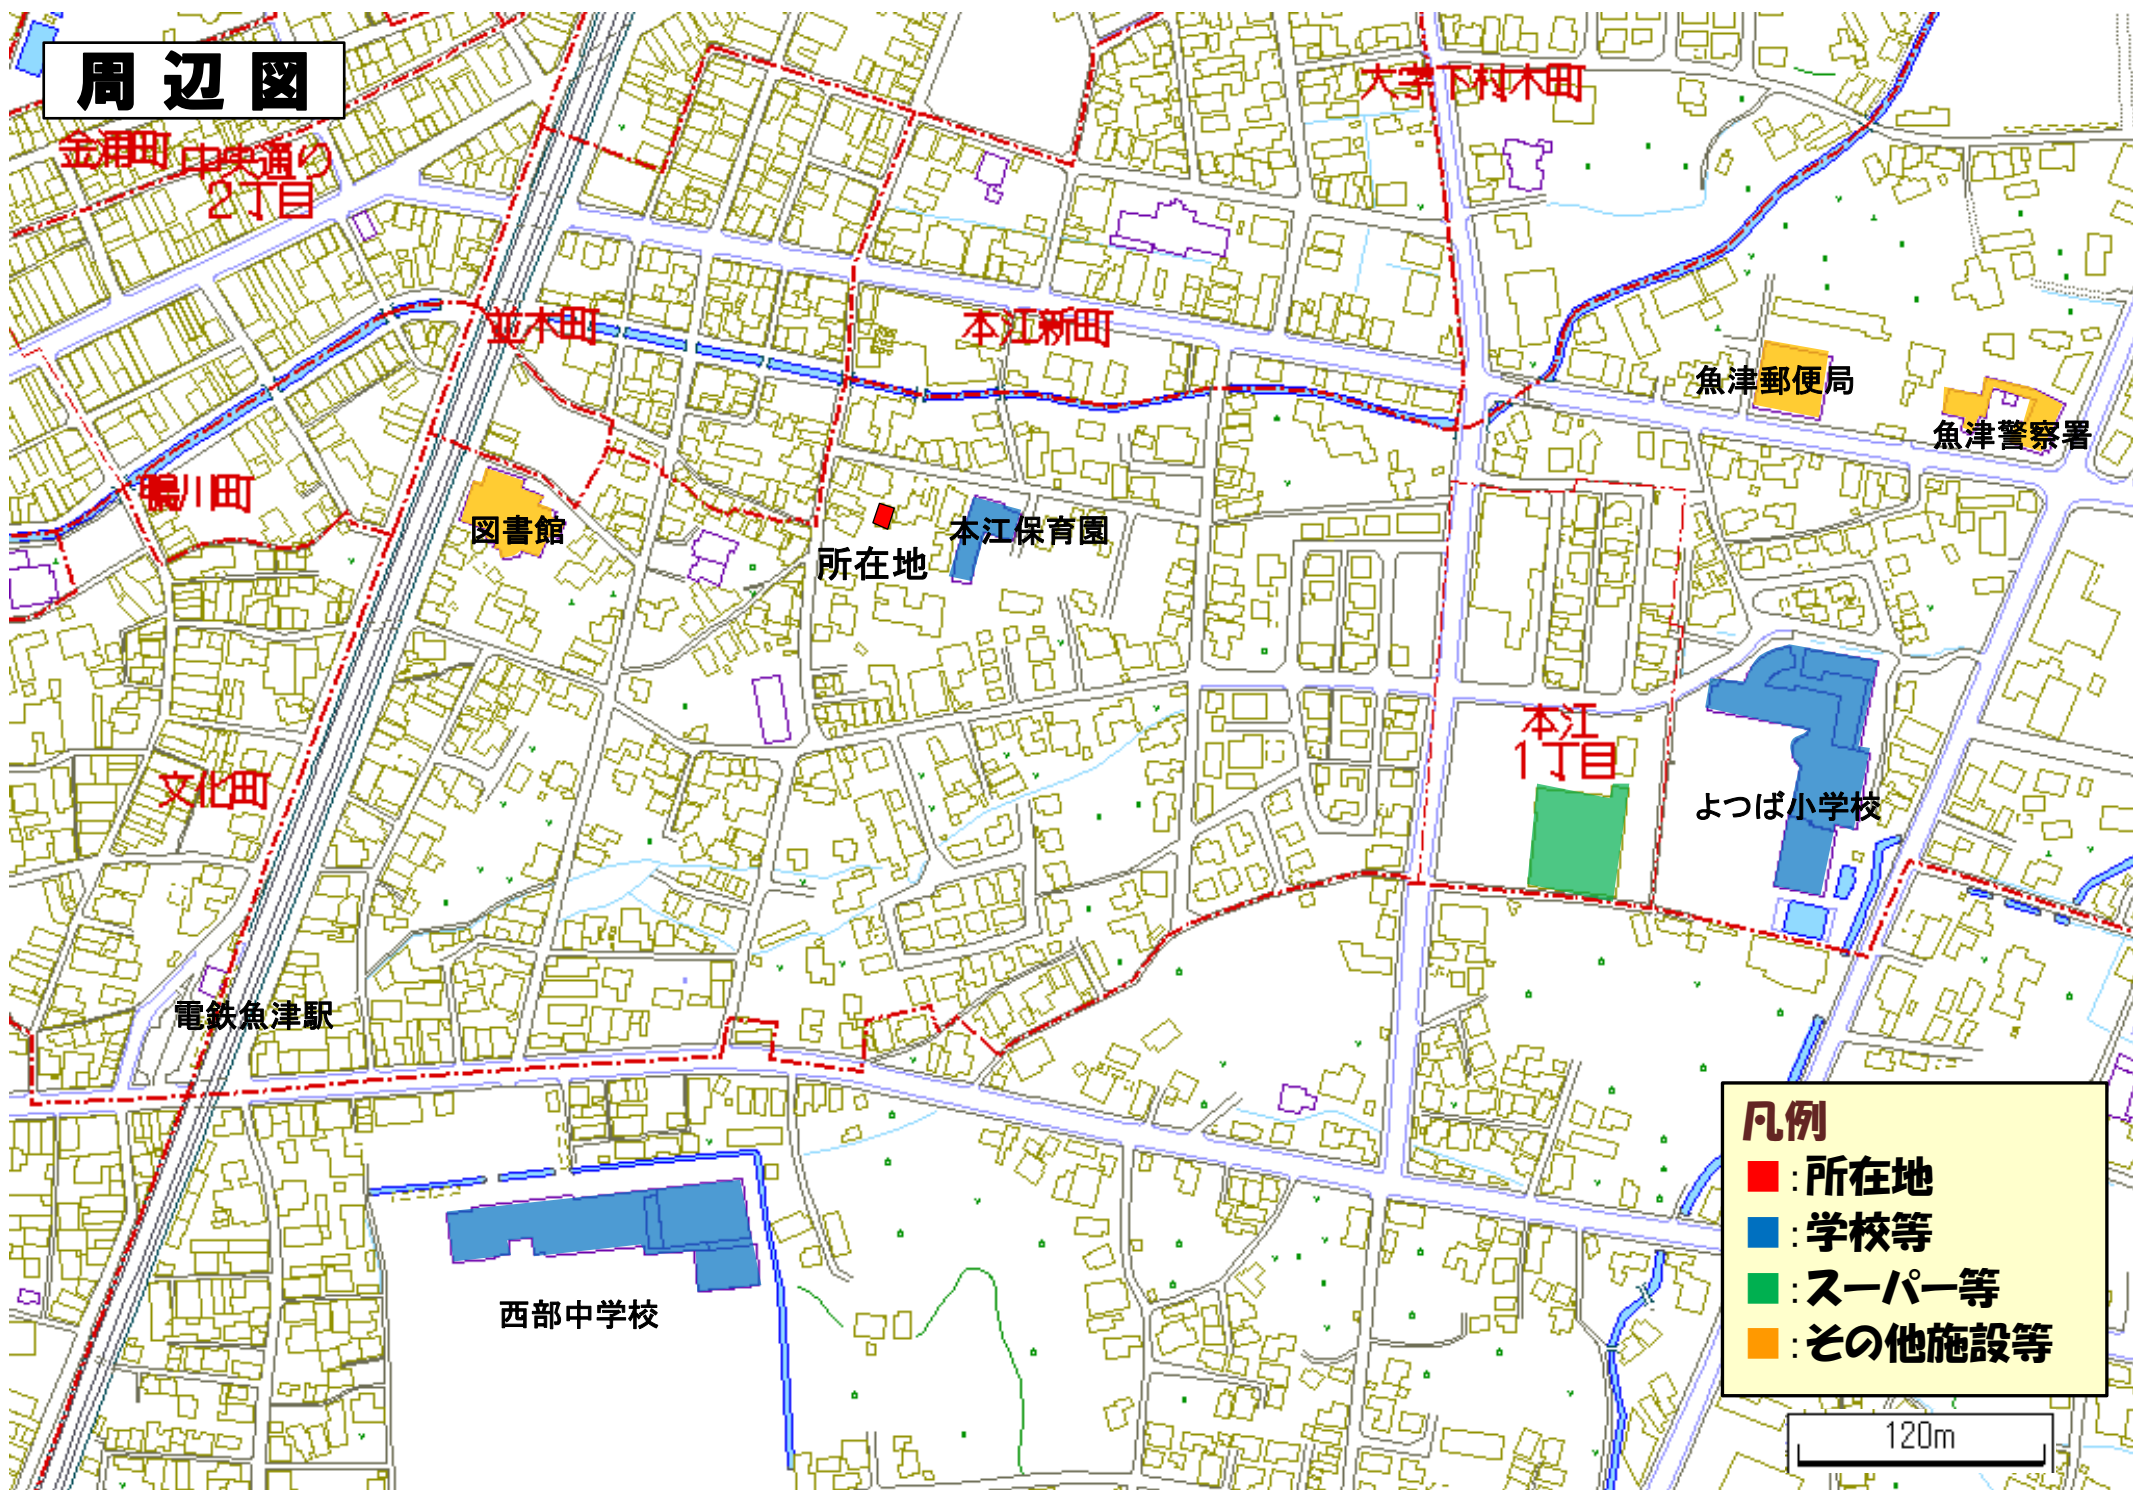 周辺図
大字下村木町
金浦町
中央通り
2丁目
並木町
本江新町
魚津郵便局
魚津警察署
鴨川町
図書館
本江保育園
所在地
本江
1丁目
文化町
よつば小学校
電鉄魚津駅
西部中学校
凡例
:所在地
:学校等
:スーパー等
:その他施設等
120m